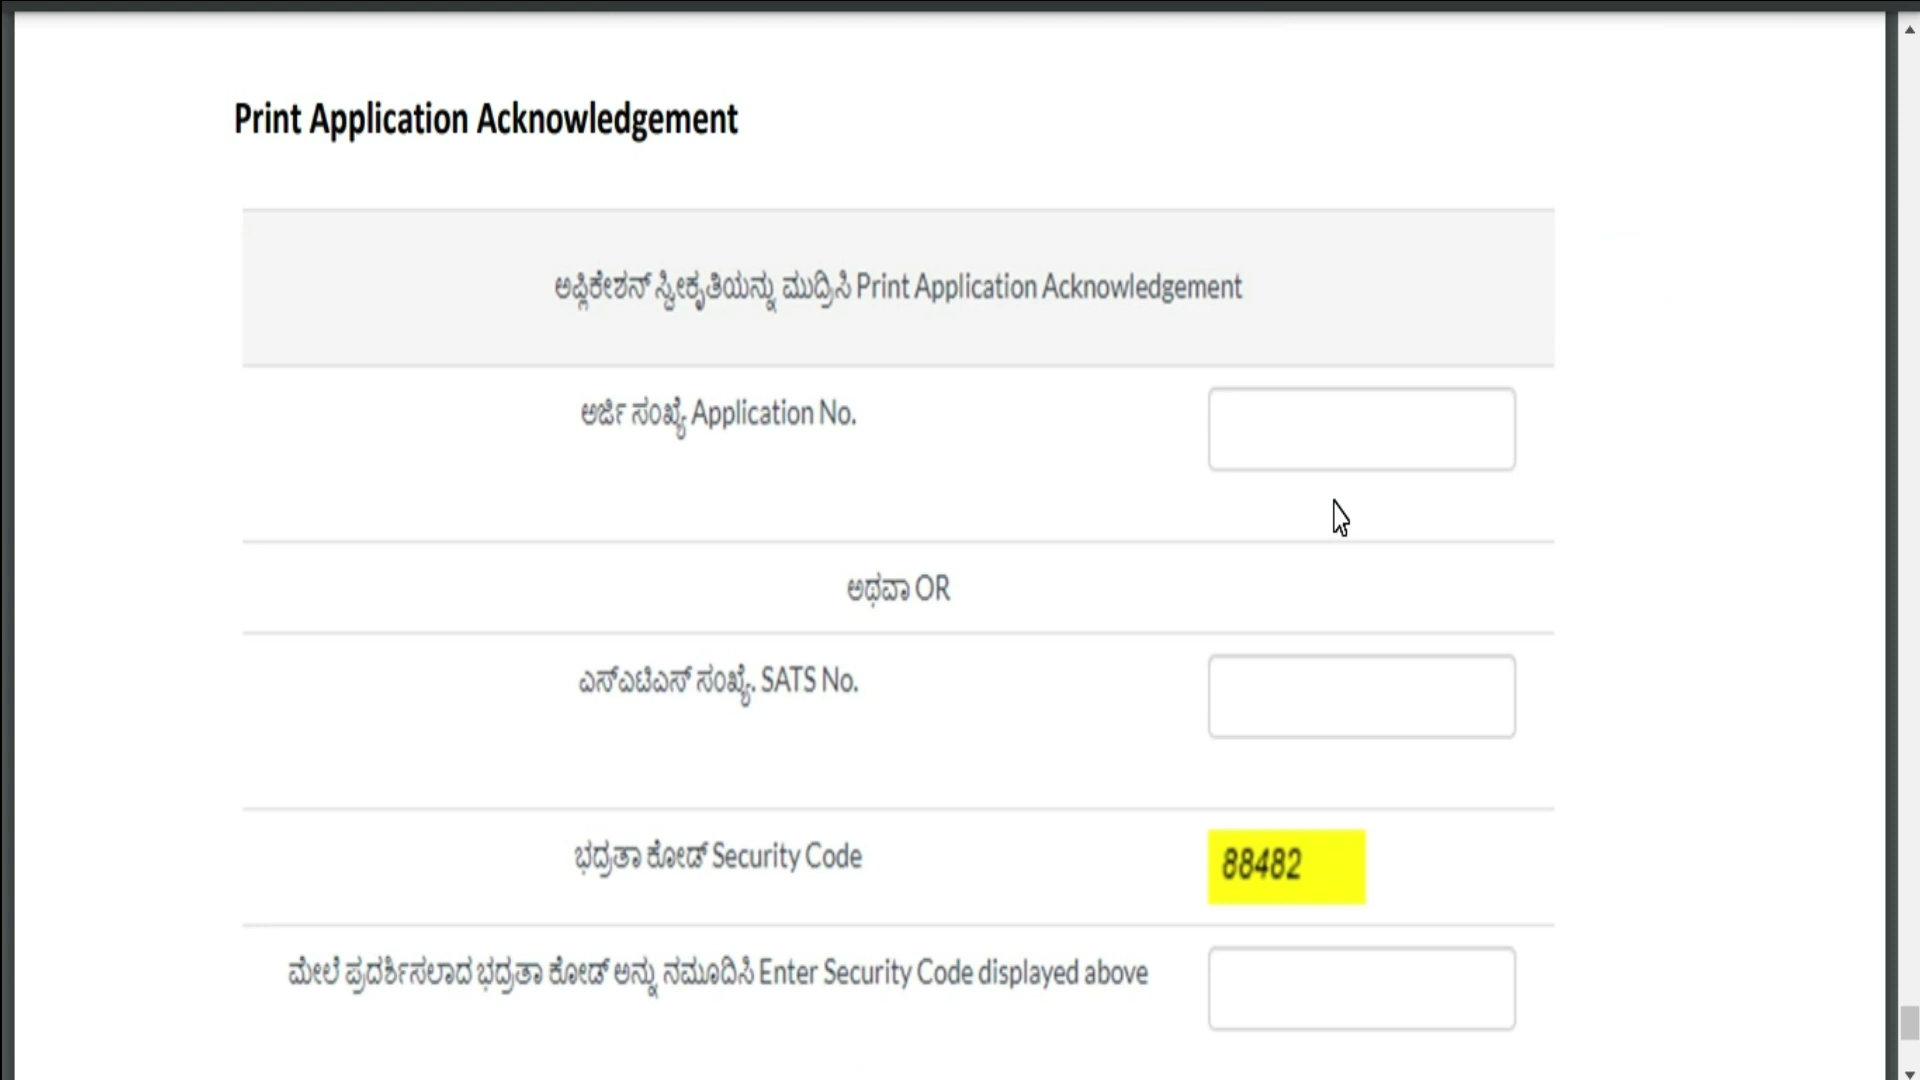 Print Application Acknowledgement
ಅಪ್ಲಿಕೇಶನ್ ಸ್ವೀಕೃತಿಯನ್ನು ಮುದ್ರಿಸಿ Print Application Acknowledgement
ಅರ್ಜಿ ಸಂಖ್ಯೆ Application No.
ಅಥವಾ OR
ಎಸ್ಎಟಿಎಸ್ ಸಂಖ್ಯೆ. SATS No.
ಭದ್ರತಾ ಕೋಡ್ Security Code
88482
ಮೇಲೆ ಪ್ರದರ್ಶಿಸಲಾದ ಭದ್ರತಾ ಕೋಡ್ ಅನ್ನು ನಮೂದಿಸಿ Enter Security Code displayed above